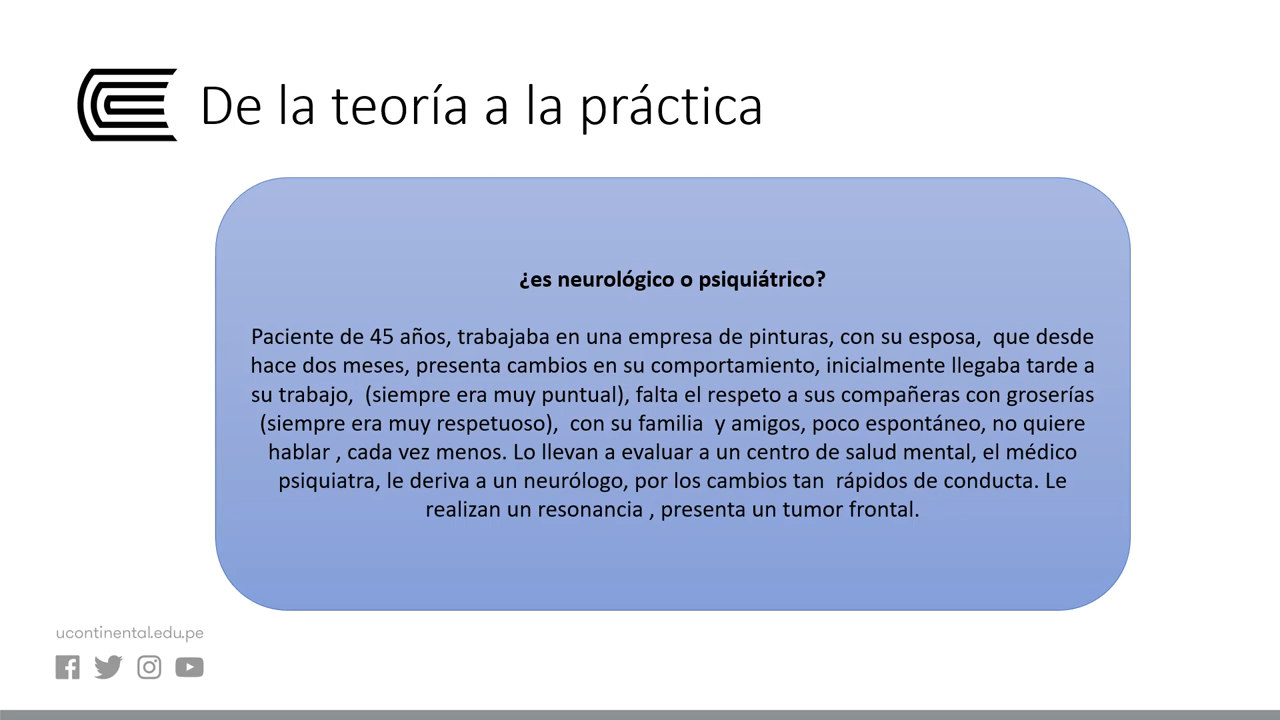 De la teoría a la práctica
¿es neurológico o psiquiátrico?
Paciente de 45 años, trabajaba en una empresa de pinturas, con su esposa,  que desde
hace dos meses, presenta cambios en su comportamiento, inicialmente llegaba tarde a
su trabajo,  (siempre era muy puntual), falta el respeto a sus compañeras con groserías
(siempre era muy respetuoso),  con su familia  y amigos, poco espontáneo, no quiere
hablar , cada vez menos. Lo llevan a evaluar a un centro de salud mental, el médico
psiquiatra, le deriva a un neurólogo, por los cambios tan  rápidos de conducta. Le
realizan un resonancia , presenta un tumor frontal.
ucontinental.edu.pe